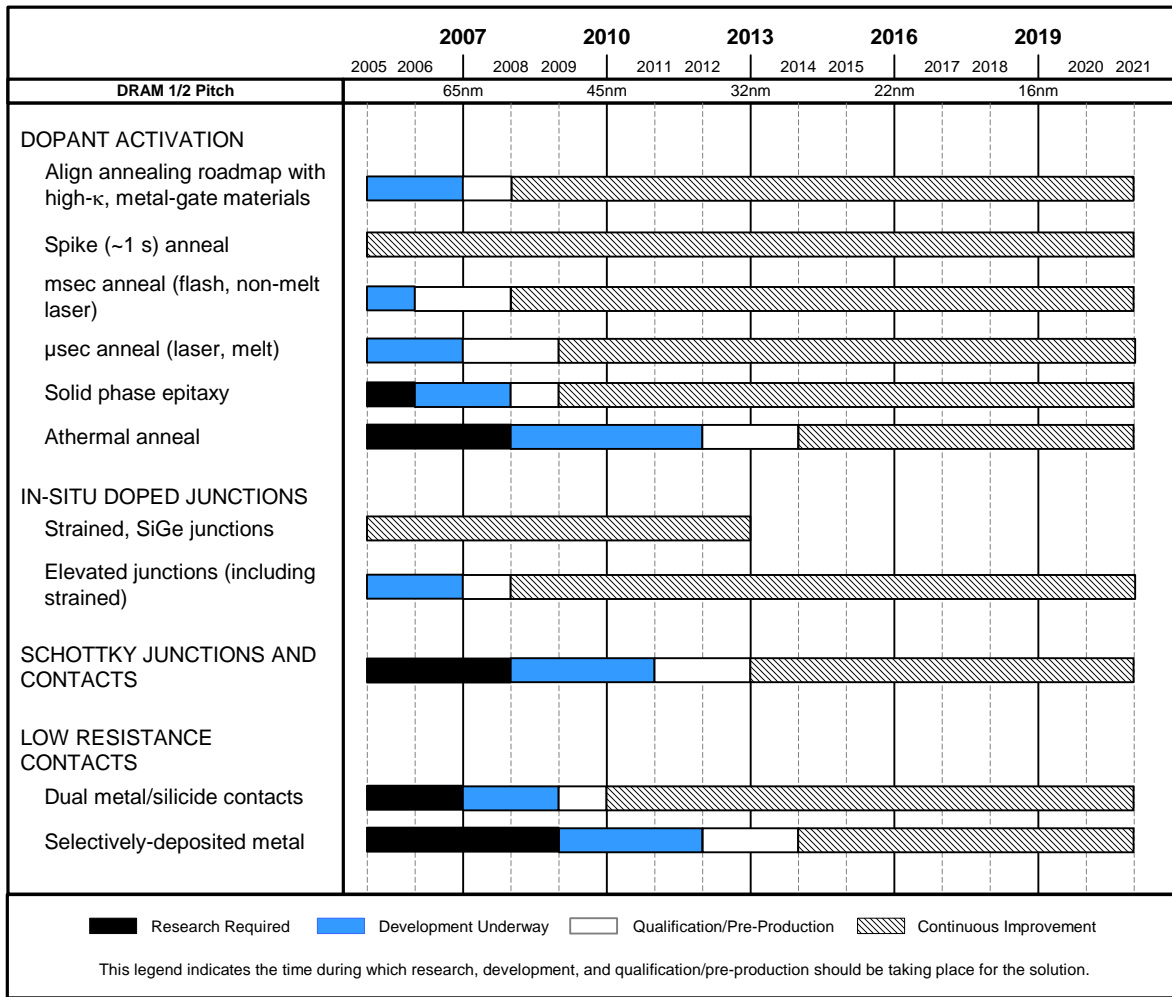 2007 2010 2013 2016 2019
2005 2006 2008 2009 2011 2012 2014 2015 2017 2018 2020 2021
DRAM 1/2 Pitch 65nm 45nm 32nm 22nm 16nm
DOPANT ACTIVATION
Align annealing roadmap with
high-κ, metal-gate materials
Spike (~1 s) anneal
msec anneal (flash, non-melt
laser)
µsec anneal (laser, melt)
Solid phase epitaxy
Athermal anneal
IN-SITU DOPED JUNCTIONS
Strained, SiGe junctions
Elevated junctions (including
strained)
SCHOTTKY JUNCTIONS AND
CONTACTS
LOW RESISTANCE
CONTACTS
Dual metal/silicide contacts
Selectively-deposited metal
Research Required Development Underway Qualification/Pre-Production Continuous Improvement
This legend indicates the time during which research, development, and qualification/pre-production should be taking place for the solution.